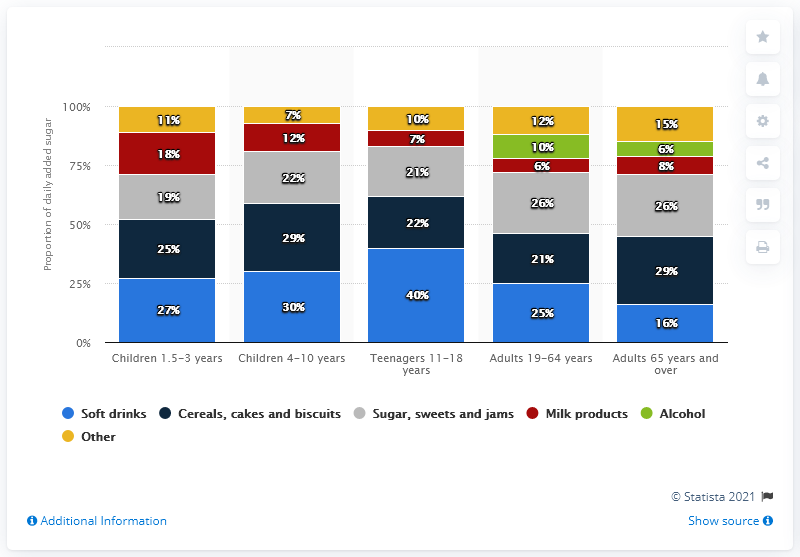 Proportion of daily added sugar
100%
75%
50%
25%
0%
11%
18%
19%
25%
27%
7%
12%
22%
29%
30%
10%
7%
21%
22%
40%
12%
10%
6%
26%
21%
25%
15%
6%
8%
26%
29%
16%
Children 1.5-3 years
Children 4-10 years
Teenagers 11-18
years
Adults 19-64 years
Adults 65 years and
over
Soft drinks
Cereals, cakes and biscuits
Sugar, sweets and jams
Milk products
Alcohol
Other
© Statista 2021
Additional Information
Show source